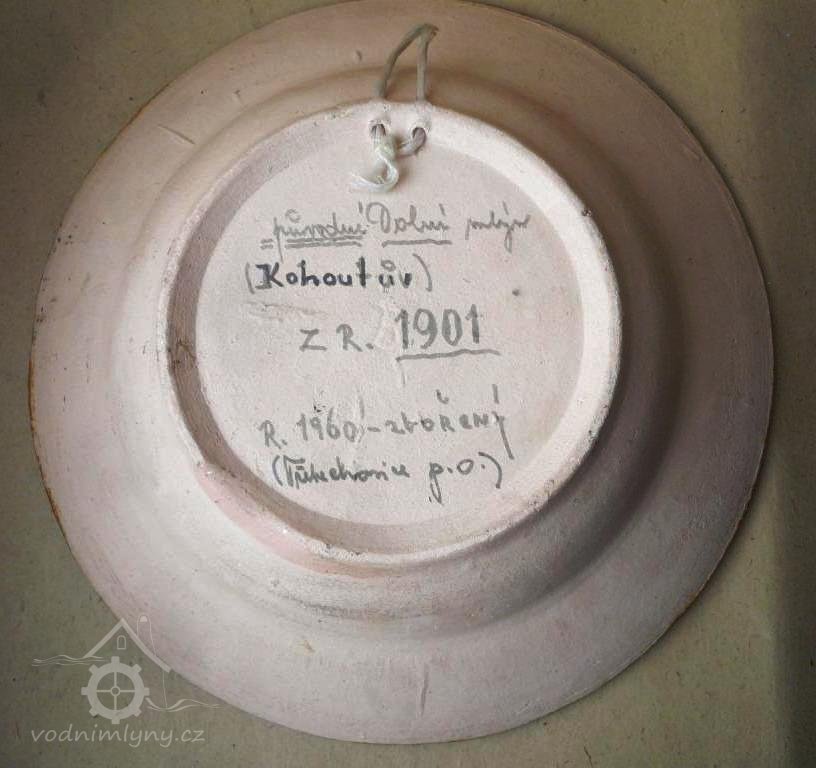 = původní Dolní mlýn
(Kohoutův)
Z R. 1901
R. 1960 - zbořený
(Třebechovice p.O.)
vodnimlyny.cz